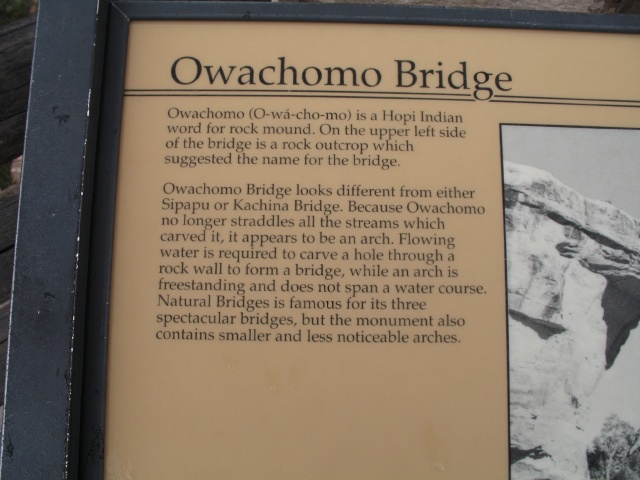 Owachomo Bridge
Owachomo (O-wá-cho-mo) is a Hopi Indian
word for rock mound. On the upper left side
of the bridge is a rock outcrop which
suggested the name for the bridge.
Owachomo Bridge looks different from either
Sipapu or Kachina Bridge. Because Owachomo
no longer straddles all the streams which
carved it, it appears to be an arch. Flowing
water is required to carve a hole through a
rock wall to form a bridge, while an arch is
freestanding and does not span a water course.
Natural Bridges is famous for its three
spectacular bridges, but the monument also
contains smaller and less noticeable arches.